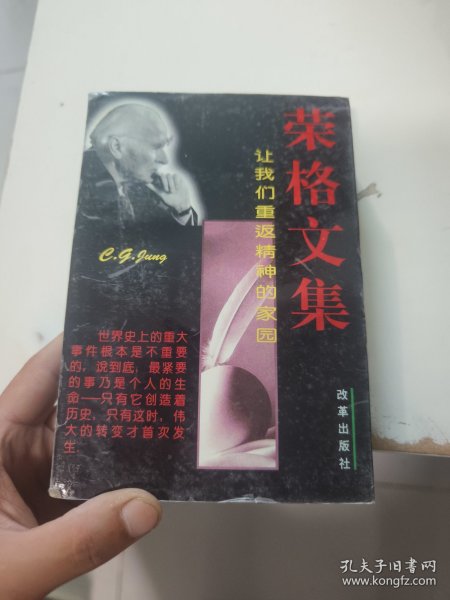 荣格文集
让我们重返精神的家园
C.G.Jung
世界史上的重大
事件根本是不重要
的，说到底，最紧要
的事乃是个人的生
命——只有它创造着
历史，只有这时，伟
大的转变才首次发
生
改革出版社
孔夫子旧书网
www.kongfz.com